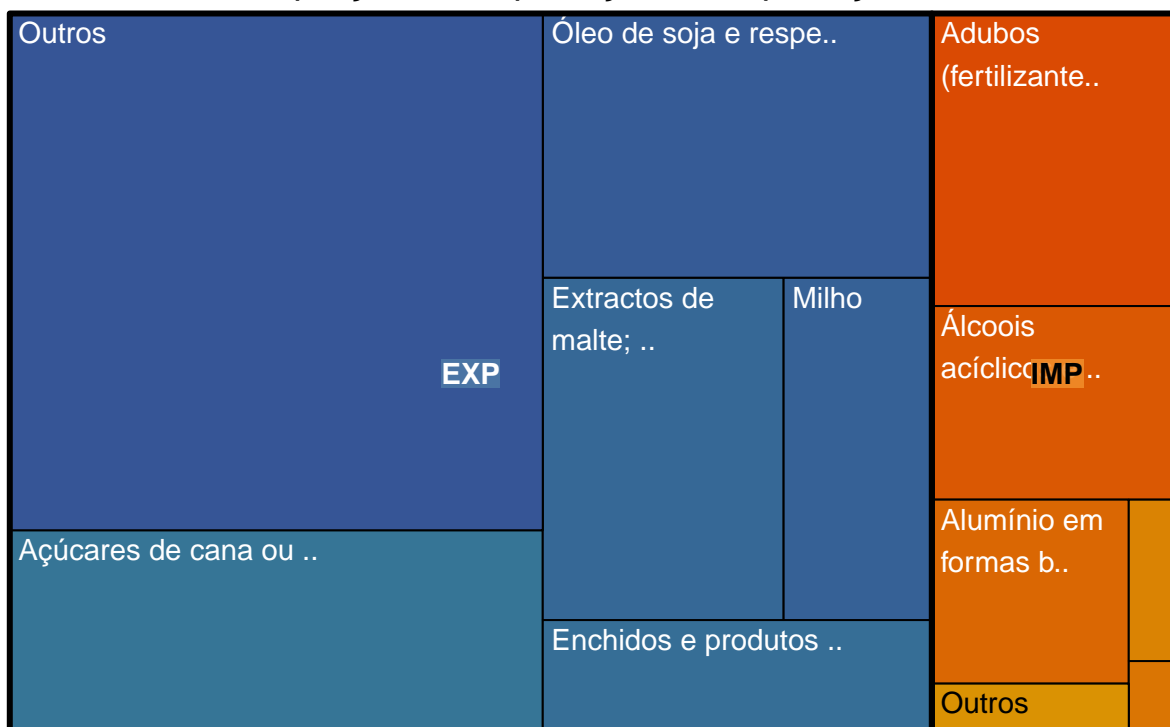 Outros
Óleo de soja e respe..
Adubos
(fertilizante..
Extractos de
malte; ..
Milho
Álcoois
EXP
IMP
Alumínio em
formas b..
Açúcares de cana ou ..
Enchidos e produtos ..
Outros